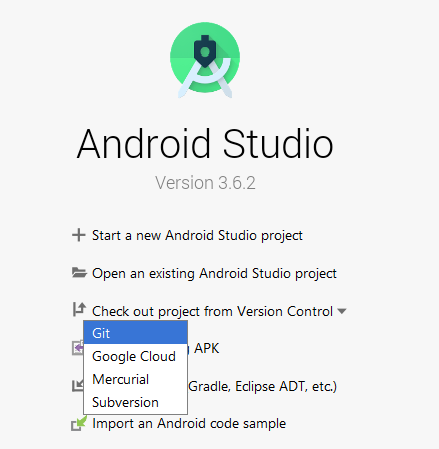 Android Studio
Version 3.6.2
Start a new Android Studio project
Open an existing Android Studio project
Check out project from Version Control
Git
APK
Google Cloud
Mercurial
Gradle, Eclipse ADT, etc.)
Subversion
Import an Android code sample